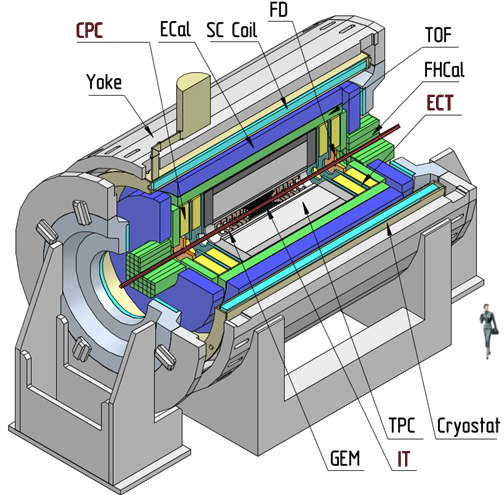 FD
CPC
ECal
SC Coil
TOF
Yoke
FHCal
ECT
TPC
Cryostat
GEM
IT